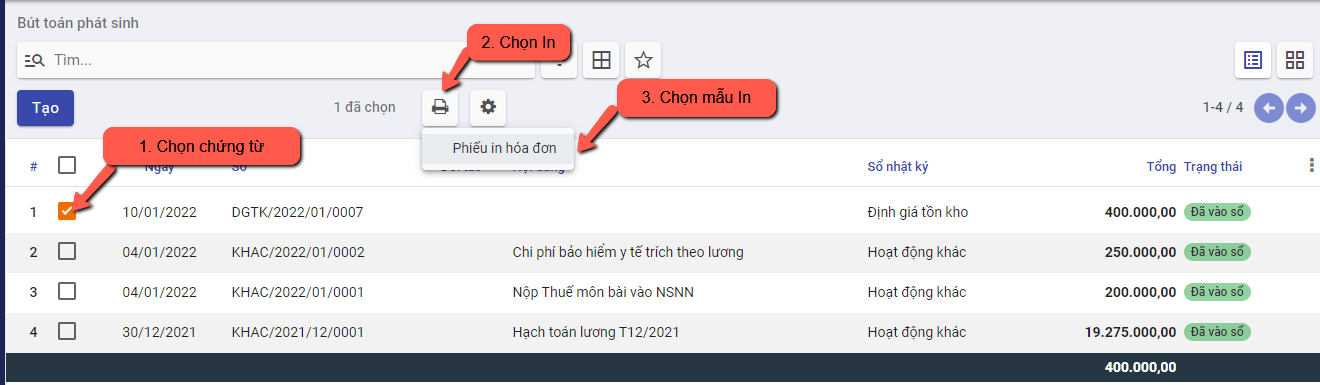 Bút toán phát sinh
2. Chọn In
Tìm...
3. Chọn mẫu In
Tạo
1 đã chọn
1-4 / 4
1. Chọn chứng từ
Phiếu in hóa đơn
# Ngày Số Đối tác Nội dung Sổ nhật ký Tổng Trạng thái
1 10/01/2022 DGTK/2022/01/0007 Định giá tồn kho 400.000,00 Đã vào sổ
2 04/01/2022 KHAC/2022/01/0002 Chi phí bảo hiểm y tế trích theo lương Hoạt động khác 250.000,00 Đã vào sổ
3 04/01/2022 KHAC/2022/01/0001 Nộp Thuế môn bài vào NSNN Hoạt động khác 200.000,00 Đã vào sổ
4 30/12/2021 KHAC/2021/12/0001 Hạch toán lương T12/2021 Hoạt động khác 19.275.000,00 Đã vào sổ
400.000,00